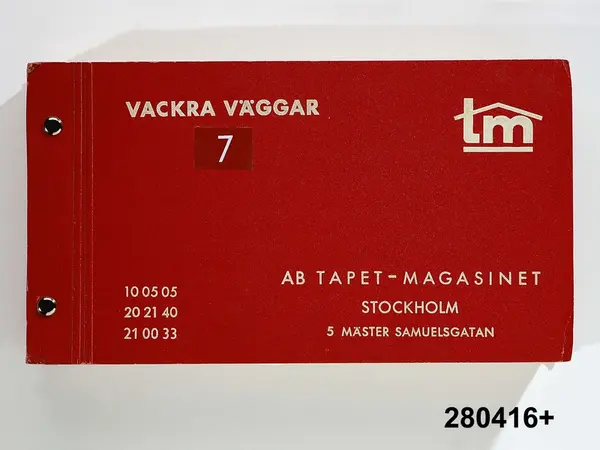 VACKRA VÄGGAR
7
tm
AB TAPET-MAGASINET
STOCKHOLM
5 MÄSTER SAMUELSGATAN
10 05 05
20 21 40
21 00 33
280416+